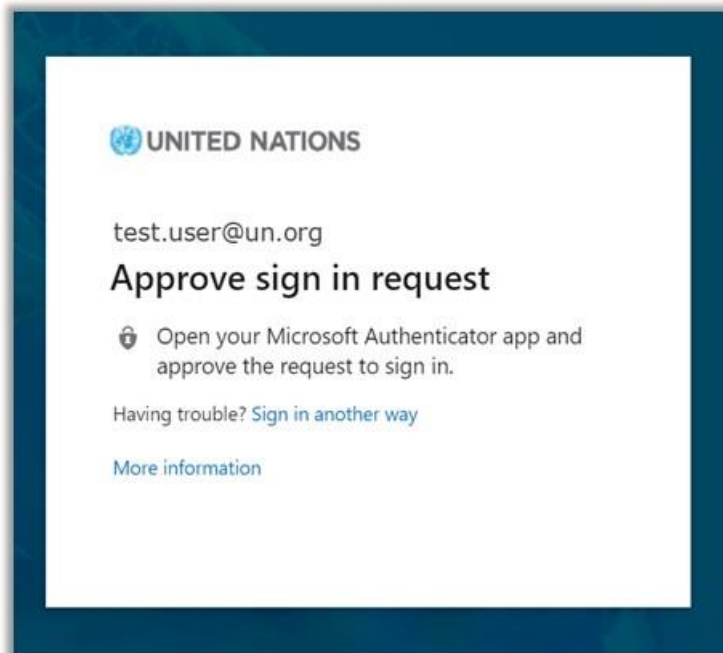 UNITED NATIONS
test.user@un.org
Approve sign in request
Open your Microsoft Authenticator app and
approve the request to sign in.
Having trouble? Sign in another way
More information